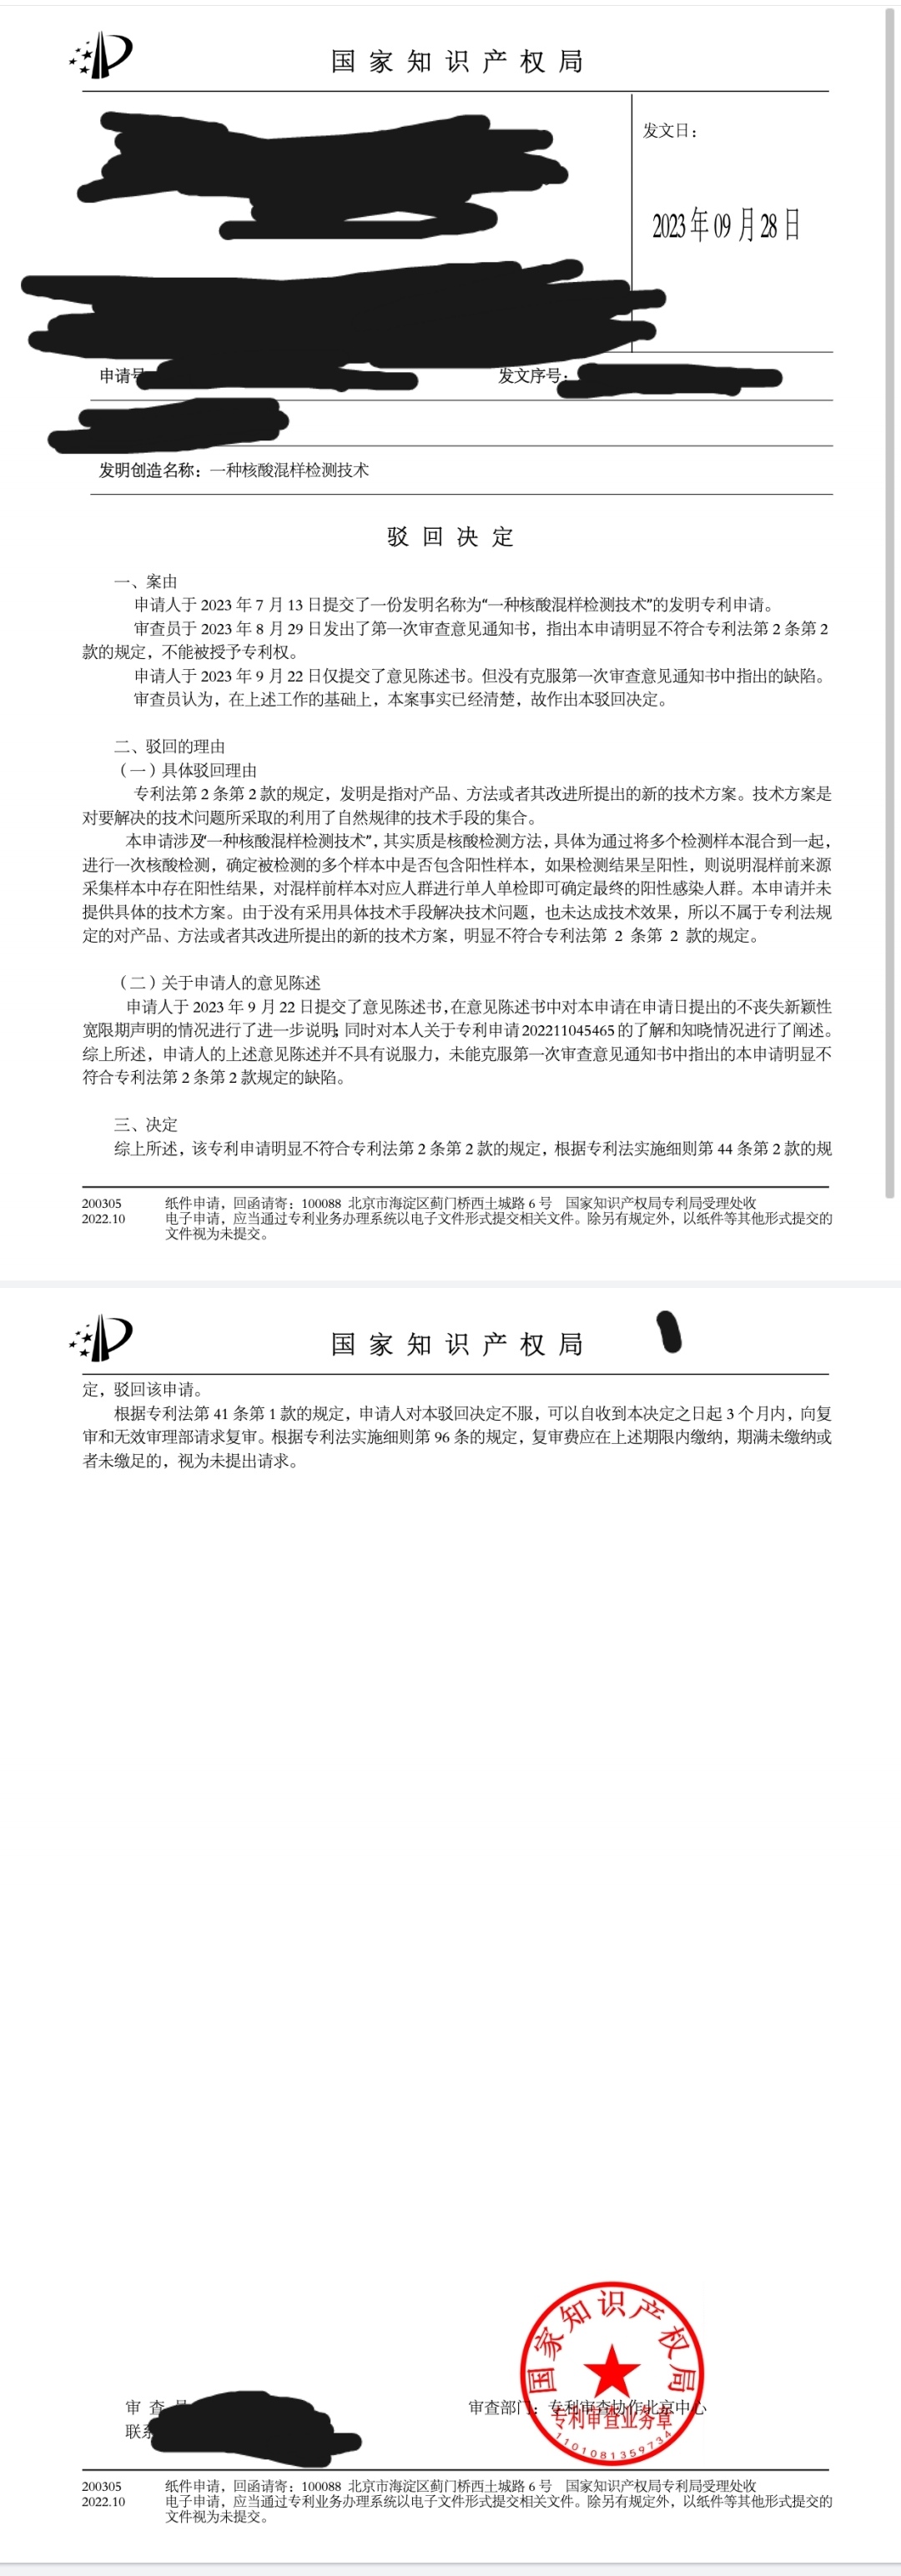 国家知识产权局
发文日：
2023年09月28日
申请号
发文序号：
发明创造名称：一种核酸混样检测技术
驳回决定
一、案由
申请人于 2023 年 7 月 13 日提交了一份发明名称为“一种核酸混样检测技术”的发明专利申请。
审查员于 2023 年 8 月 29 日发出了第一次审查意见通知书，指出本申请明显不符合专利法第 2 条第 2
款的规定，不能被授予专利权。
申请人于 2023 年 9 月 22 日仅提交了意见陈述书。但没有克服第一次审查意见通知书中指出的缺陷。
审查员认为，在上述工作的基础上，本案事实已经清楚，故作出本驳回决定。
二、驳回的理由
（一）具体驳回理由
专利法第 2 条第 2 款的规定，发明是指对产品、方法或者其改进所提出的新的技术方案。技术方案是
对要解决的技术问题所采取的利用了自然规律的技术手段的集合。
本申请涉及“一种核酸混样检测技术”，其实质是核酸检测方法，具体为通过将多个检测样本混合到一起，
进行一次核酸检测，确定被检测的多个样本中是否包含阳性样本，如果检测结果呈阳性，则说明混样前来源
采集样本中存在阳性结果，对混样前样本对应人群进行单人单检即可确定最终的阳性感染人群。本申请并未
提供具体的技术方案。由于没有采用具体技术手段解决技术问题，也未达成技术效果，所以不属于专利法规
定的对产品、方法或者其改进所提出的新的技术方案，明显不符合专利法第 2 条第 2 款的规定。
（二）关于申请人的意见陈述
申请人于 2023 年 9 月 22 日提交了意见陈述书，在意见陈述书中对本申请在申请日提出的不丧失新颖性
宽限期声明的情况进行了进一步说明；同时对本人关于专利申请 202211045465 的了解和知晓情况进行了阐述。
综上所述，申请人的上述意见陈述并不具有说服力，未能克服第一次审查意见通知书中指出的本申请明显不
符合专利法第 2 条第 2 款规定的缺陷。
三、决定
综上所述，该专利申请明显不符合专利法第 2 条第 2 款的规定，根据专利法实施细则第 44 条第 2 款的规
200305 纸件申请，回函请寄：100088 北京市海淀区蓟门桥西土城路 6 号 国家知识产权局专利局受理处收
2022.10 电子申请，应当通过专利业务办理系统以电子文件形式提交相关文件。除另有规定外，以纸件等其他形式提交的
文件视为未提交。
国家知识产权局
定，驳回该申请。
根据专利法第 41 条第 1 款的规定，申请人对本驳回决定不服，可以自收到本决定之日起 3 个月内，向复
审和无效审理部请求复审。根据专利法实施细则第 96 条的规定，复审费应在上述期限内缴纳，期满未缴纳或
者未缴足的，视为未提出请求。
国家知识产权局
审 查
审查部门：专利审查协作北京中心
专利审查业务章
联系
1101081359734
200305 纸件申请，回函请寄：100088 北京市海淀区蓟门桥西土城路 6 号 国家知识产权局专利局受理处收
2022.10 电子申请，应当通过专利业务办理系统以电子文件形式提交相关文件。除另有规定外，以纸件等其他形式提交的
文件视为未提交。